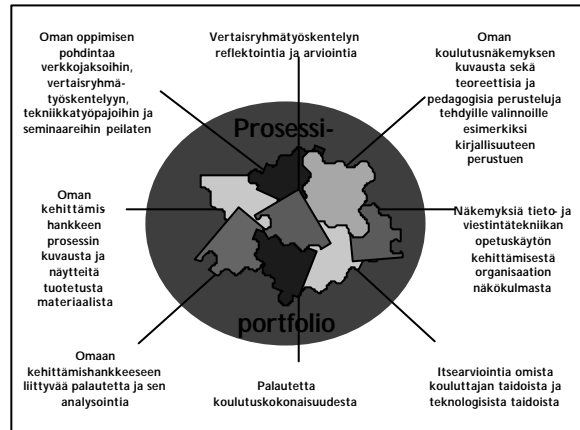 Oman oppimisen
pohdintaa
verkkojaksoihin,
vertaisryhmä-
työskentelyyn,
tekniikkatyöpajoihin ja
seminaareihin peilaten
Vertaisryhmätyöskentelyn
reflektointia ja arviointia
Oman
koulutusnäkemyksen
kuvausta sekä
teoreettisia ja
pedagogisia perusteluja
tehdyille valinnoille
esimerkiksi
kirjallisuuteen
perustuen
Prosessi-
portfolio
Oman
kehittämis-
hankkeen
prosessin
kuvausta ja
näytteitä
tuotetusta
materiaalista
Näkemyksiä tieto- ja
viestintätekniikan
opetuskäytön
kehittämisestä
organisaation
näkökulmasta
Omaan
kehittämishankkeeseen
liittyvää palautetta ja sen
analysointia
Palautetta
koulutuskokonaisuudesta
Itsearviointia omista
kouluttajan taidoista ja
teknologisista taidoista